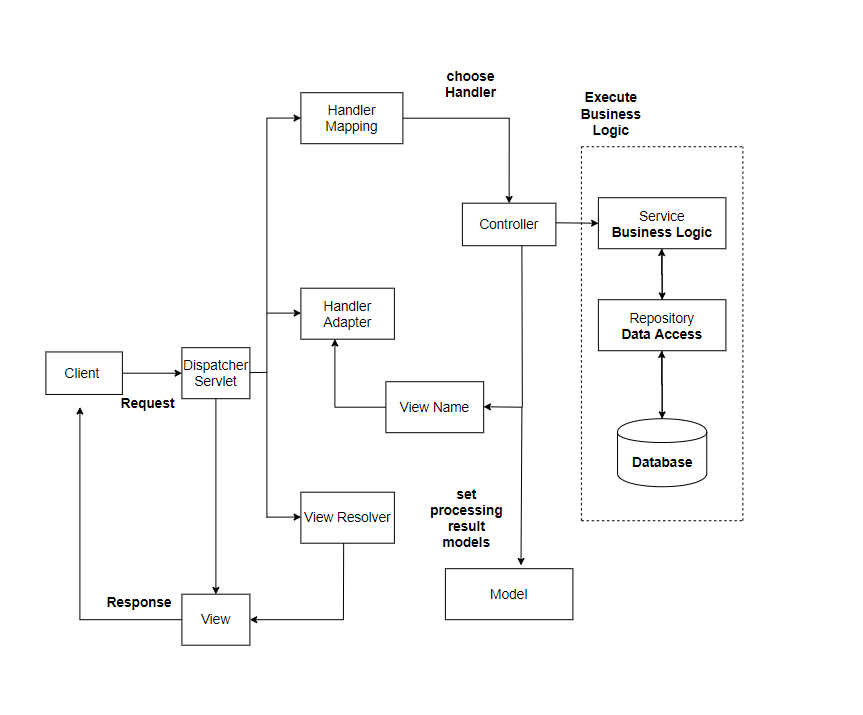 choose
Handler
Execute
Business
Logic
Handler
Mapping
Controller
Service
Business Logic
Handler
Adapter
Repository
Data Access
Client
Dispatcher
Servlet
Request
View Name
Database
View Resolver
set
processing
result
models
Response
View
Model